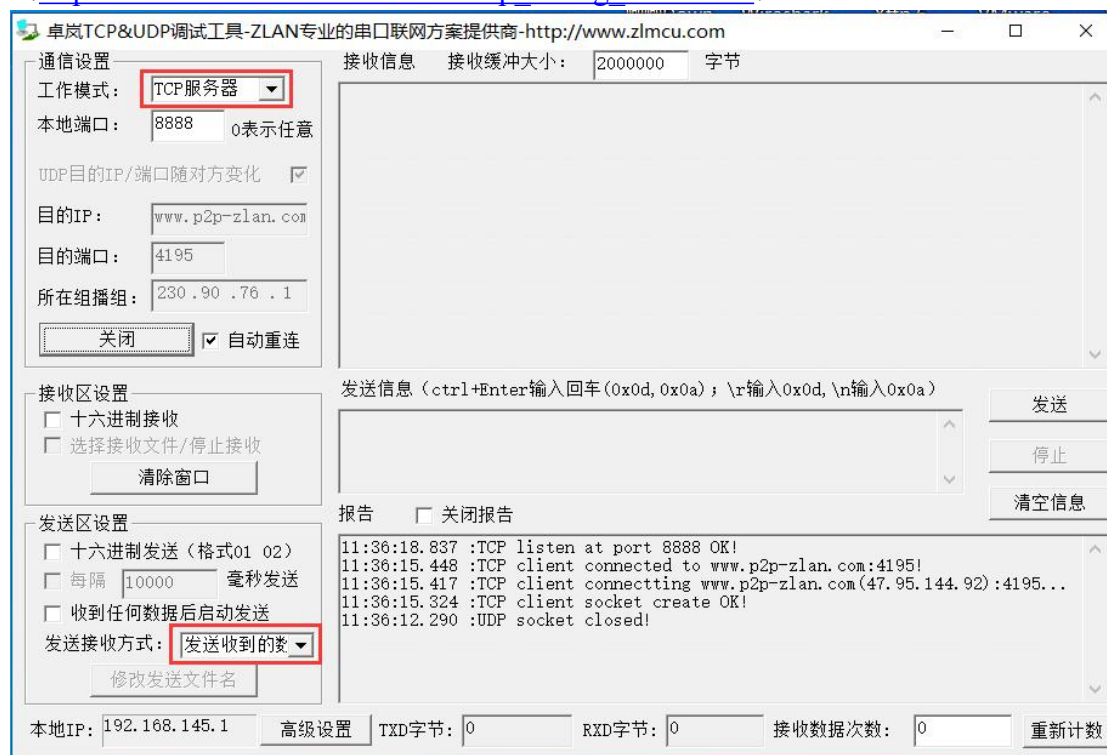 卓岚TCP&UDP调试工具-ZLAN专业的串口联网方案提供商-http://www.zlmcu.com
通信设置
工作模式： TCP服务器
本地端口： 8888 0表示任意
UDP目的IP/端口随对方变化
目的IP： www.p2p-zlan.com
目的端口： 4195
所在组播组： 230 .90 .76 .1
关闭 自动重连
接收信息 接收缓冲大小： 2000000 字节
接收区设置
十六进制接收
选择接收文件/停止接收
清除窗口
发送信息（ctrl+Enter输入回车(0x0d,0x0a)；\r输入0x0d,\n输入0x0a）
发送
停止
清空信息
发送区设置
十六进制发送（格式01 02）
每隔 10000 毫秒发送
收到任何数据后启动发送
发送接收方式： 发送收到的数
修改发送文件名
报告 关闭报告
11:36:18.837 :TCP listen at port 8888 OK!
11:36:15.448 :TCP client connected to www.p2p-zlan.com:4195!
11:36:15.417 :TCP client connectting www.p2p-zlan.com(47.95.144.92):4195...
11:36:15.324 :TCP client socket create OK!
11:36:12.290 :UDP socket closed!
本地IP: 192.168.145.1 高级设置 TXD字节: 0 RXD字节: 0 接收数据次数: 0 重新计数